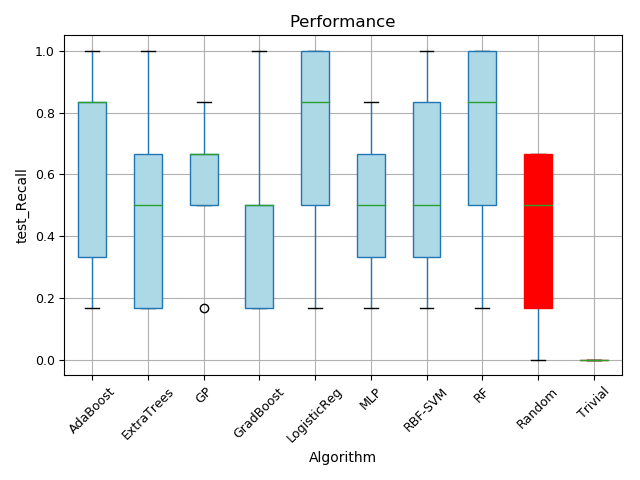 Performance
test_Recall
1.0
0.8
0.6
0.4
0.2
0.0
AdaBoost
ExtraTrees
GP
GradBoost
LogisticReg
MLP
RBF-SVM
RF
Random
Trivial
Algorithm